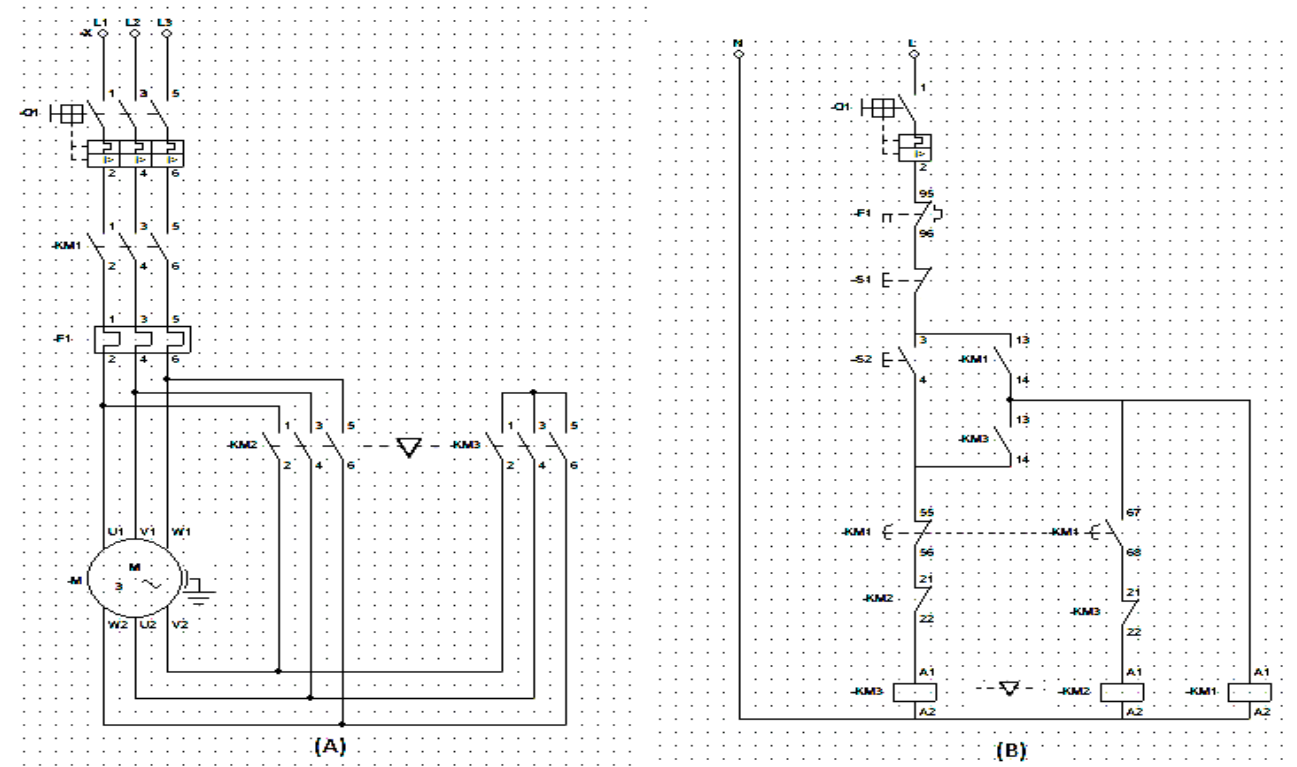 L1 L2 L3
-X
1 3 5
-Q1
I> I> I>
2 4 6
1 3 5
-KM1
2 4 6
1 3 5
-F1
2 4 6
1 3 5
-KM2
2 4 6
1 3 5
-KM3
2 4 6
U1 V1 W1
-M
M
3
W2 U2 V2
(A)
N L
1
-Q1
I>
2
95
-F1
96
-S1
3
-S2
4
13
-KM1
14
13
-KM3
14
55
-KM1
56
67
-KM1
68
21
-KM2
22
21
-KM3
22
A1 A1 A1
-KM3 -KM2 -KM1
A2 A2 A2
(B)